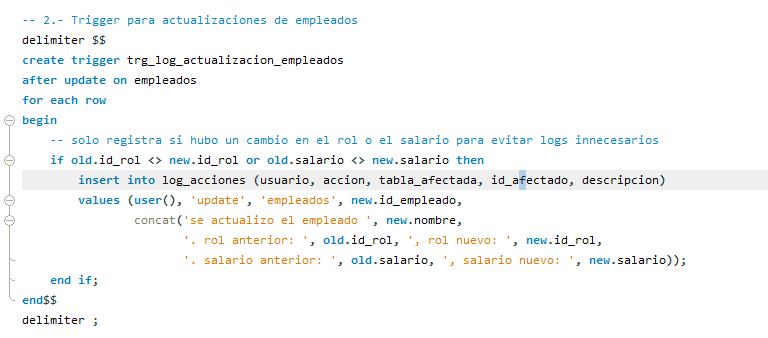 -- 2.- Trigger para actualizaciones de empleados
delimiter $$
create trigger trg_log_actualizacion_empleados
after update on empleados
for each row
begin
    -- solo registra si hubo un cambio en el rol o el salario para evitar logs innecesarios
    if old.id_rol <> new.id_rol or old.salario <> new.salario then
        insert into log_acciones (usuario, accion, tabla_afectada, id_afectado, descripcion)
        values (user(), 'update', 'empleados', new.id_empleado,
                concat('se actualizo el empleado ', new.nombre,
                       '. rol anterior: ', old.id_rol, ', rol nuevo: ', new.id_rol,
                       '. salario anterior: ', old.salario, ', salario nuevo: ', new.salario));
    end if;
end$$
delimiter ;